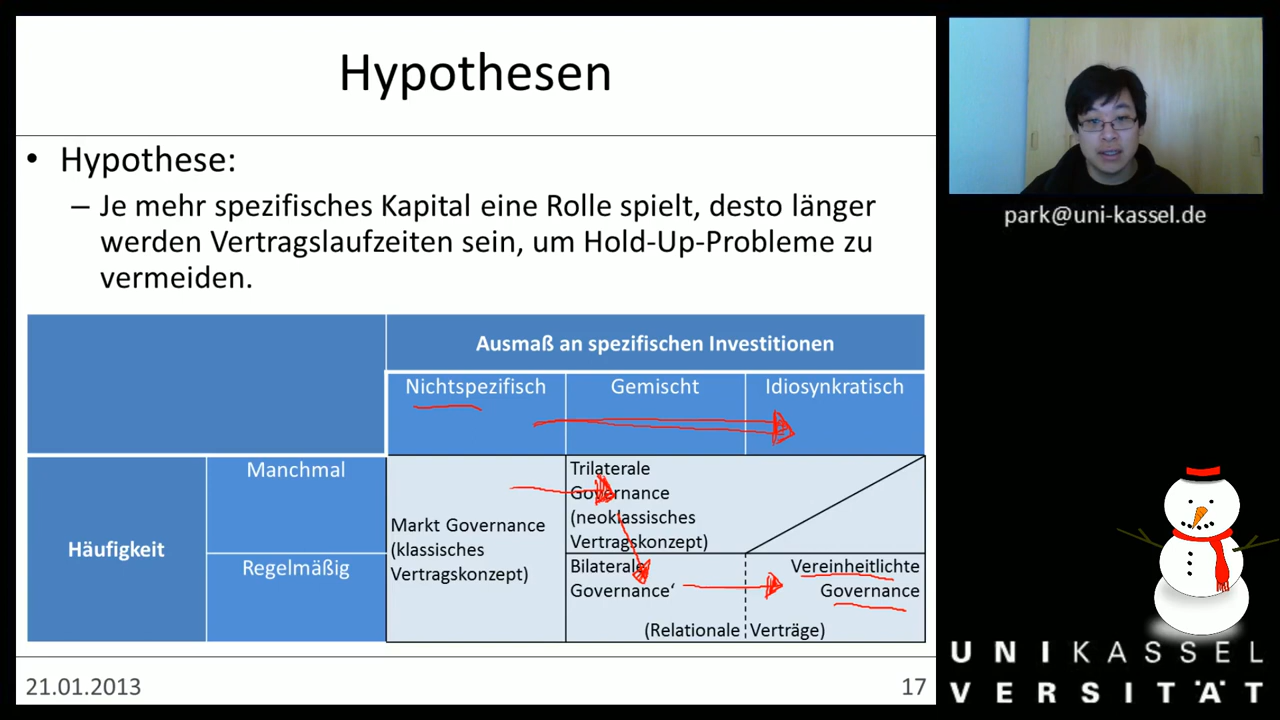 Hypothesen
• Hypothese:
– Je mehr spezifisches Kapital eine Rolle spielt, desto länger
werden Vertragslaufzeiten sein, um Hold-Up-Probleme zu
vermeiden.
Ausmaß an spezifischen Investitionen
Nichtspezifisch
Gemischt
Idiosynkratisch
Häufigkeit
Manchmal
Regelmäßig
Markt Governance
(klassisches
Vertragskonzept)
Trilaterale
Governance
(neoklassisches
Vertragskonzept)
Bilaterale
Governance‘
Vereinheitlichte
Governance
(Relationale Verträge)
21.01.2013
17
park@uni-kassel.de
UNIKASSEL
VERSITÄT